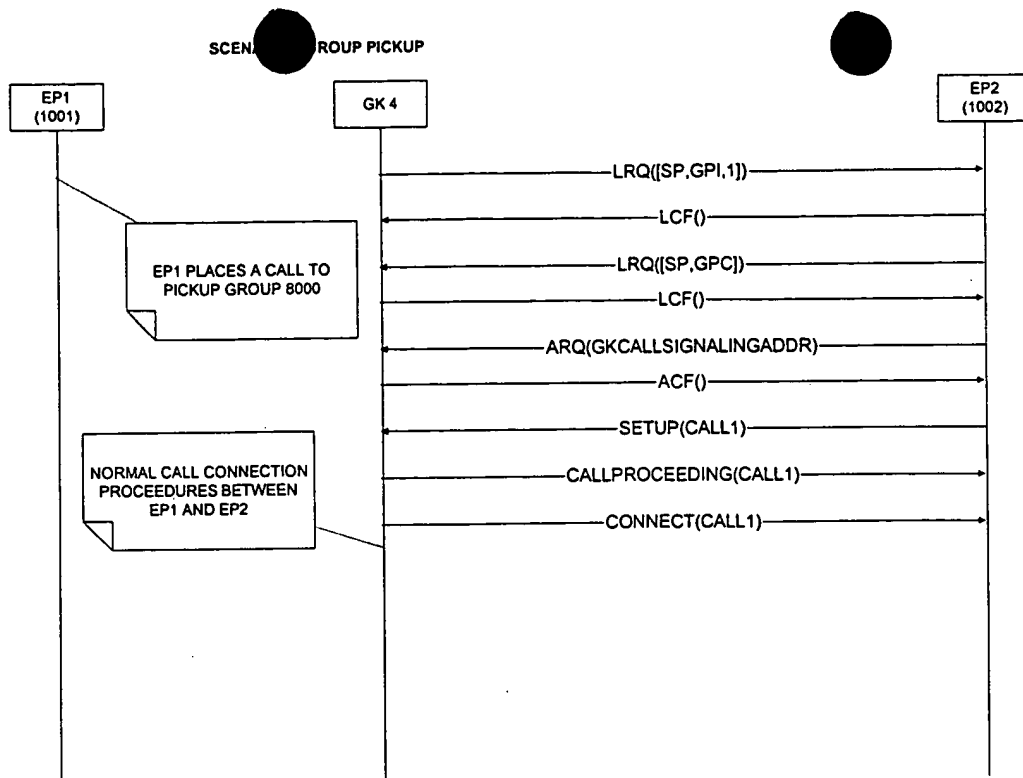 SCEN ROUP PICKUP
EP1
(1001)
GK 4
EP2
(1002)
LRQ([SP,GPI,1])
LCF()
EP1 PLACES A CALL TO
PICKUP GROUP 8000
LRQ([SP,GPC])
LCF()
ARQ(GKCALLSIGNALINGADDR)
ACF()
SETUP(CALL1)
NORMAL CALL CONNECTION
PROCEEDURES BETWEEN
EP1 AND EP2
CALLPROCEEDING(CALL1)
CONNECT(CALL1)